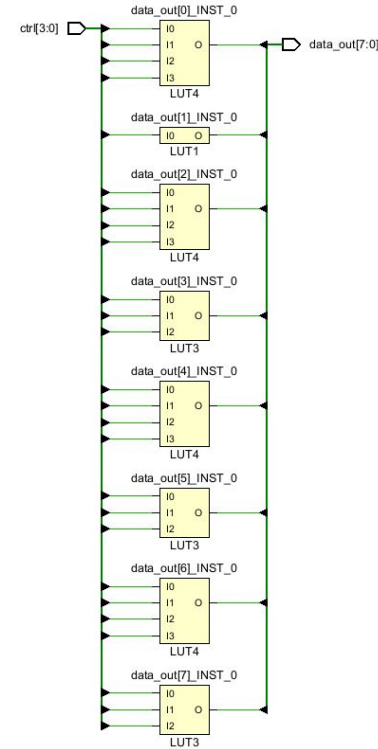 data_out[0]_INST_0
ctrl[3:0]
I0
I1
O
I2
I3
data_out[7:0]
LUT4
data_out[1]_INST_0
I0
O
LUT1
data_out[2]_INST_0
I0
I1
O
I2
I3
LUT4
data_out[3]_INST_0
I0
I1
O
I2
LUT3
data_out[4]_INST_0
I0
I1
O
I2
I3
LUT4
data_out[5]_INST_0
I0
I1
O
I2
LUT3
data_out[6]_INST_0
I0
I1
O
I2
I3
LUT4
data_out[7]_INST_0
I0
I1
O
I2
LUT3